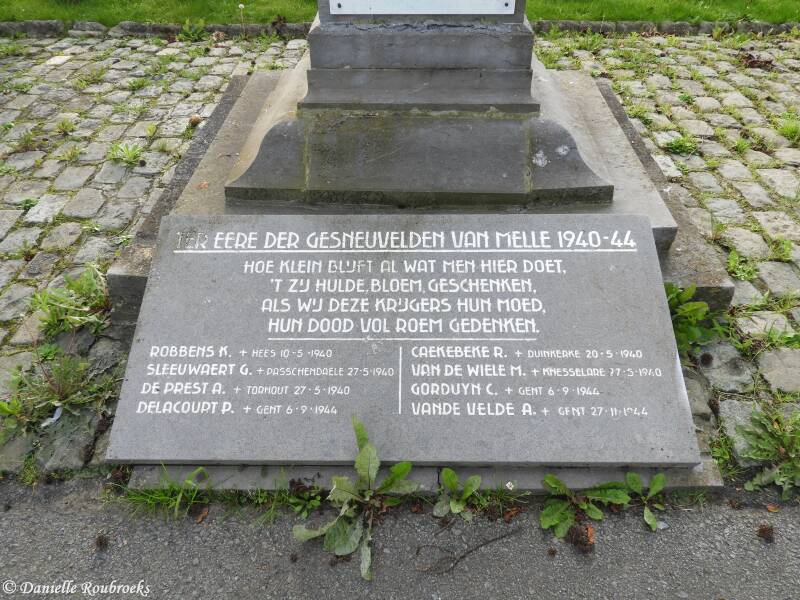 TER EERE DER GESNEUVELDEN VAN MELLE 1940-44
HOE KLEIN BLIJFT AL WAT MEN HIER DOET,
'T ZIJ HULDE, BLOEM, GESCHENKEN,
ALS WIJ DEZE KRIJGERS HUN MOED,
HUN DOOD VOL ROEM GEDENKEN.
ROBBENS K. + HEES 10-5-1940
SLEEUWAERT G. + PASSCHENDAELE 27-5-1940
DE PREST A. + TORHOUT 27-5-1940
DELACOURT P. + GENT 6-9-1944
CAEKEBEKE R. + DUINKERKE 20-5-1940
VAN DE WIELE M. + KNESSELARE 27-5-1940
GORDUYN C. + GENT 6-9-1944
VANDE VELDE A. + GENT 27-11-1944
© Danielle Roubroeks